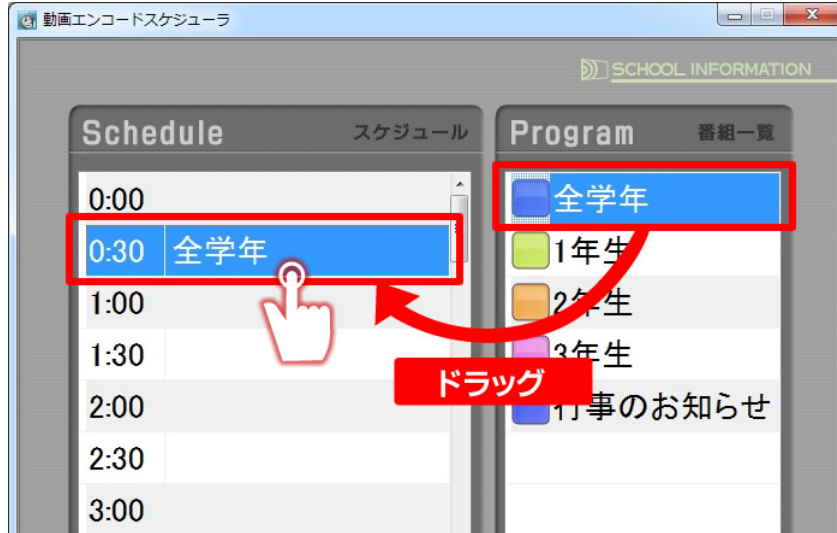 動画エンコードスケジューラ
SCHOOL INFORMATION
Schedule スケジュール
0:00
0:30 全学年
1:00
1:30
2:00
2:30
3:00
Program 番組一覧
全学年
1年生
2年生
3年生
行事のお知らせ
ドラッグ